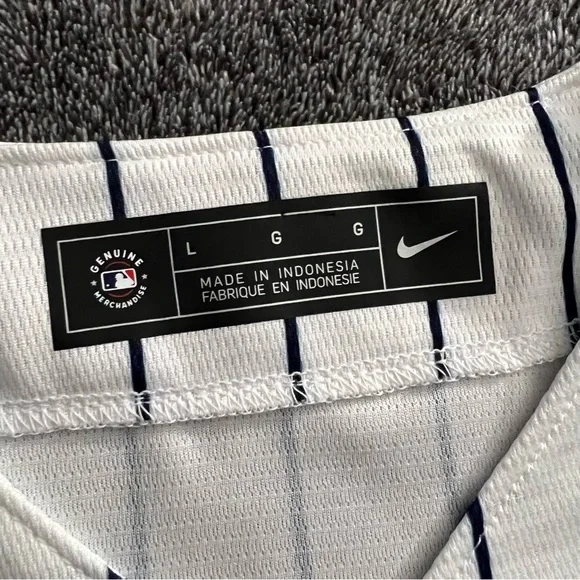 GENUINE
MERCHANDISE
L G G
MADE IN INDONESIA
FABRIQUE EN INDONESIE